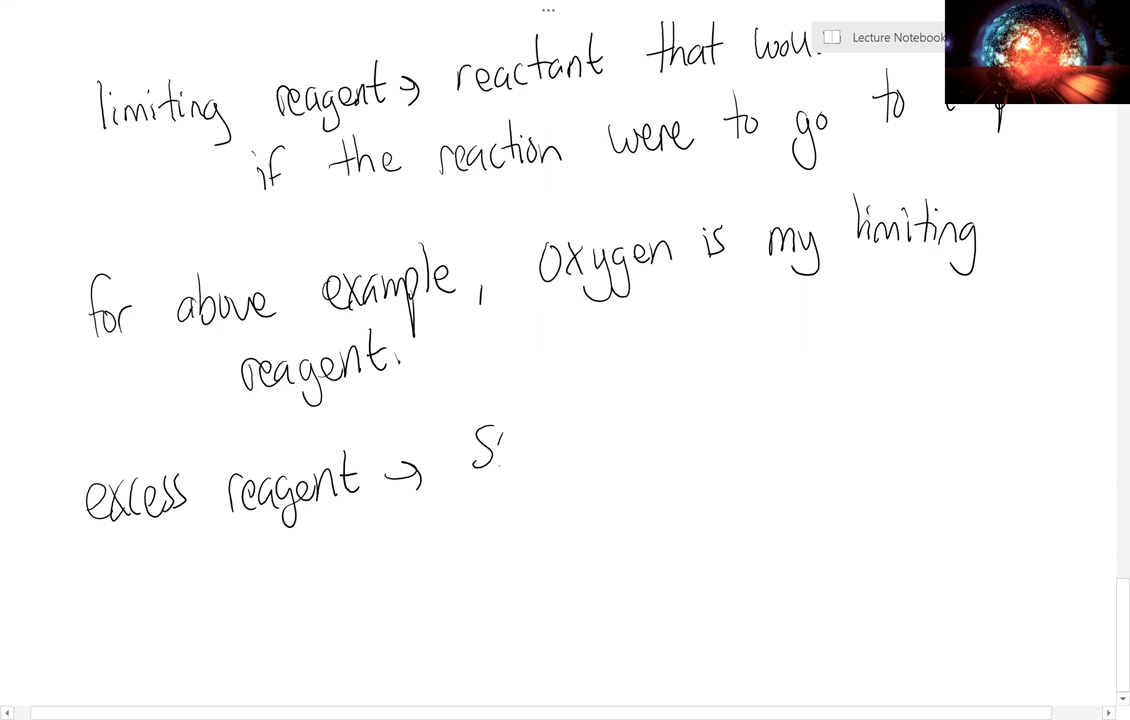 Lecture Notebook
limiting reagent → reactant that
if the reaction were to go to
for above example, oxygen is my limiting
reagent.
excess reagent →